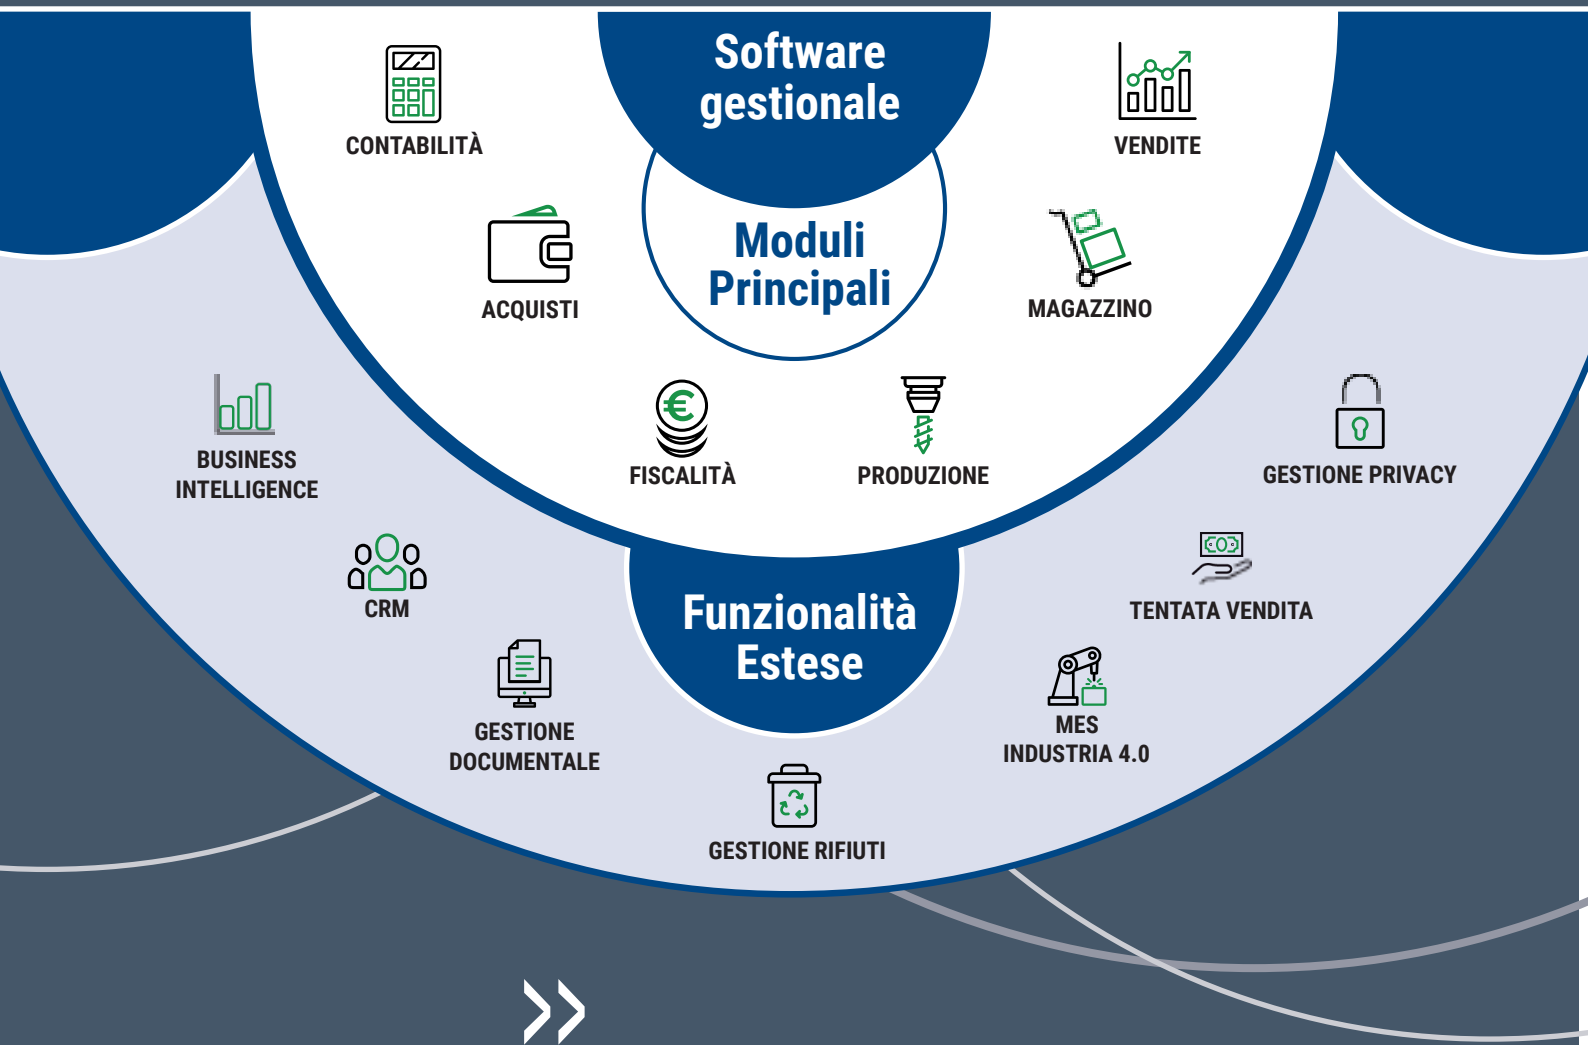 Software
gestionale
CONTABILITÀ
VENDITE
Moduli
Principali
ACQUISTI
MAGAZZINO
FISCALITÀ
PRODUZIONE
BUSINESS
INTELLIGENCE
GESTIONE PRIVACY
CRM
TENTATA VENDITA
Funzionalità
Estese
GESTIONE
DOCUMENTALE
MES
INDUSTRIA 4.0
GESTIONE RIFIUTI